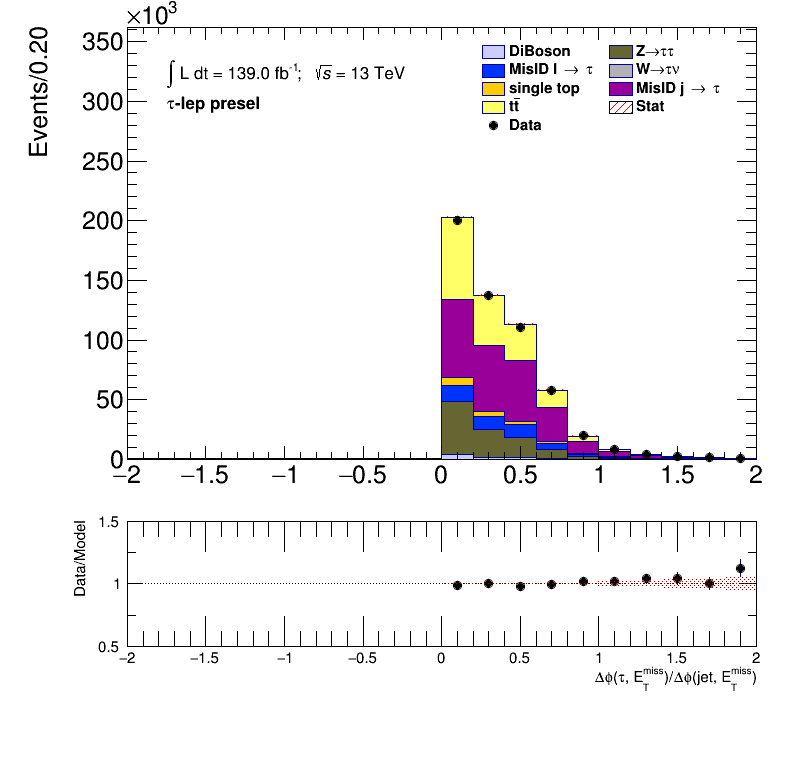 ×10³
Events/0.20
350
300
250
200
150
100
50
0
∫ L dt = 139.0 fb⁻¹; √s = 13 TeV
τ-lep presel
DiBoson
Z→ττ
MisID l → τ
W→τν
single top
MisID j → τ
tt̄
Stat
Data
−2 −1.5 −1 −0.5 0 0.5 1 1.5 2
Data/Model
1.5
1
0.5
−2 −1.5 −1 −0.5 0 0.5 1 1.5 2
Δϕ(τ, E_T^miss)/Δϕ(jet, E_T^miss)